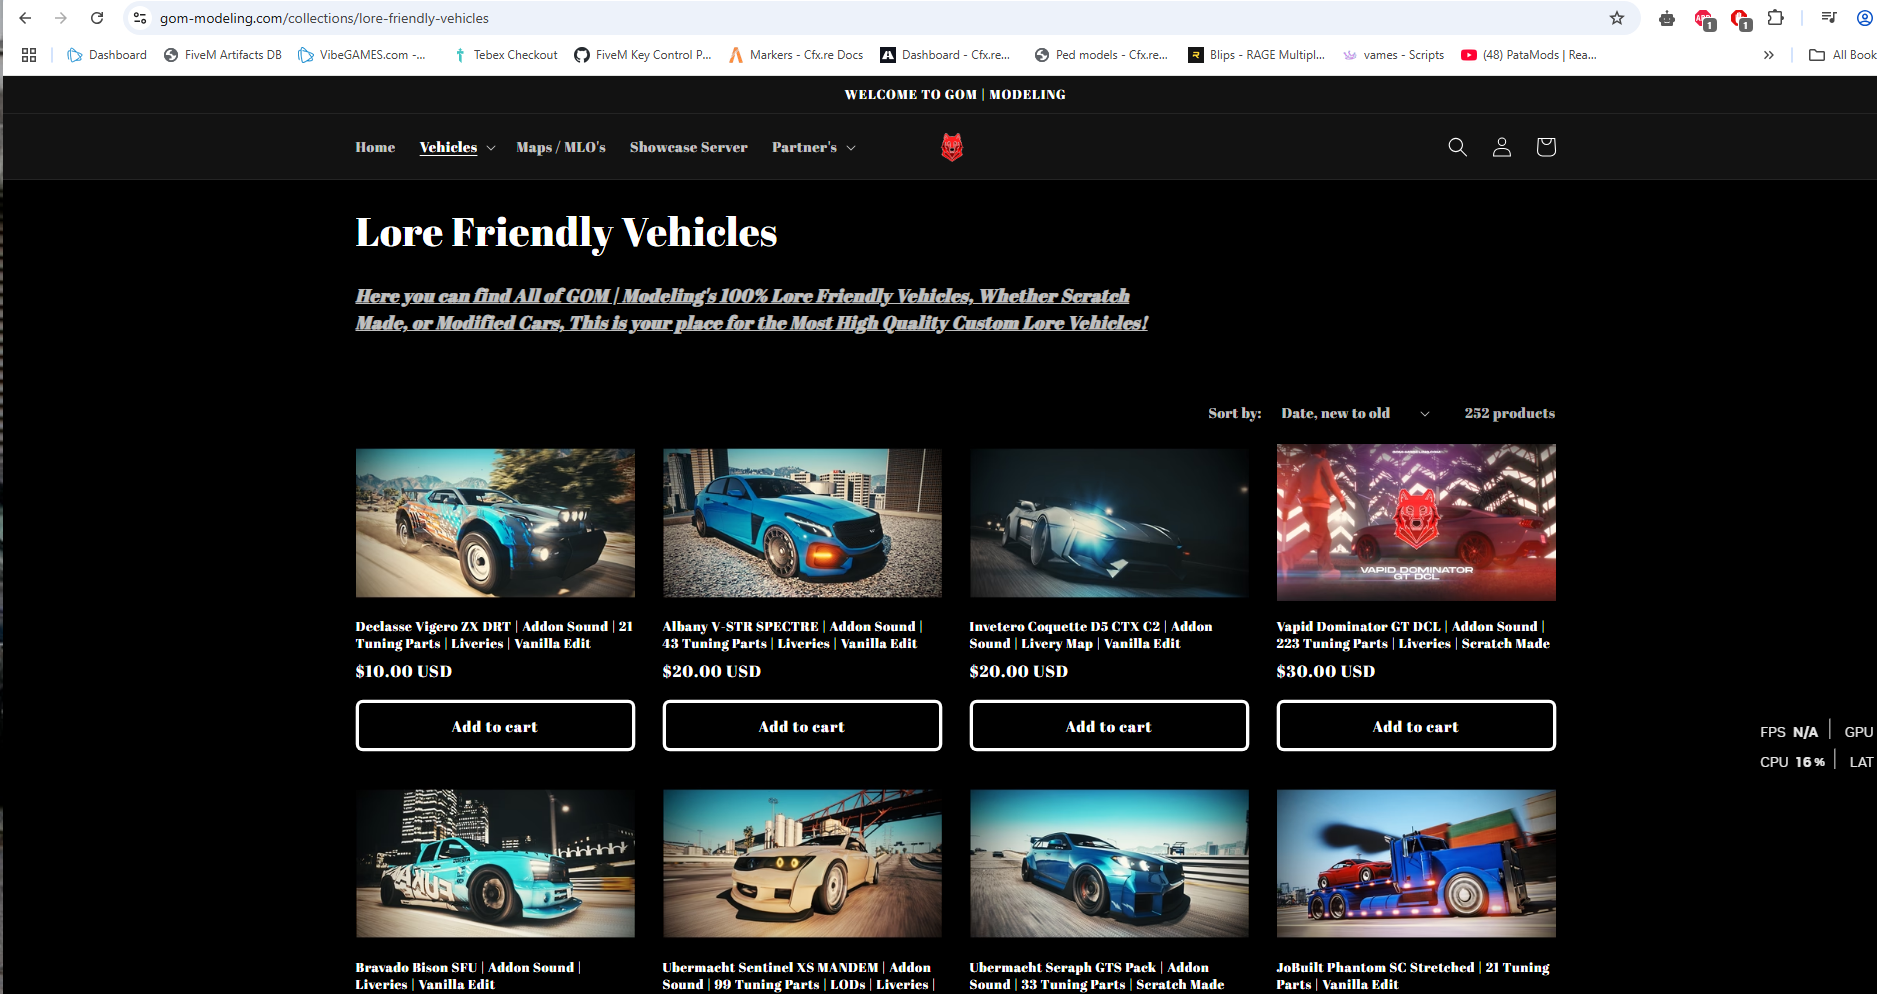 gom-modeling.com/collections/lore-friendly-vehicles
1
1
Dashboard
FiveM Artifacts DB
VibeGAMES.com -...
Tebex Checkout
FiveM Key Control P...
Markers - Cfx.re Docs
Dashboard - Cfx.re...
Ped models - Cfx.re...
Blips - RAGE Multipl...
vames - Scripts
(48) PataMods | Rea...
All Book
WELCOME TO GOM | MODELING
Home
Vehicles
Maps / MLO's
Showcase Server
Partner's
Lore Friendly Vehicles
Here you can find All of GOM | Modeling's 100% Lore Friendly Vehicles, Whether Scratch
Made, or Modified Cars, This is your place for the Most High Quality Custom Lore Vehicles!
Sort by:
Date, new to old
252 products
VAPID DOMINATOR
GT DCL
Declasse Vigero ZX DRT | Addon Sound | 21
Tuning Parts | Liveries | Vanilla Edit
$10.00 USD
Add to cart
Albany V-STR SPECTRE | Addon Sound |
43 Tuning Parts | Liveries | Vanilla Edit
$20.00 USD
Add to cart
Invetero Coquette D5 CTX C2 | Addon
Sound | Livery Map | Vanilla Edit
$20.00 USD
Add to cart
Vapid Dominator GT DCL | Addon Sound |
223 Tuning Parts | Liveries | Scratch Made
$30.00 USD
Add to cart
FPS N/A | GPU
CPU 16% | LAT
Bravado Bison SFU | Addon Sound |
Liveries | Vanilla Edit
Ubermacht Sentinel XS MANDEM | Addon
Sound | 99 Tuning Parts | LODs | Liveries |
Ubermacht Seraph GTS Pack | Addon
Sound | 33 Tuning Parts | Scratch Made
JoBuilt Phantom SC Stretched | 21 Tuning
Parts | Vanilla Edit